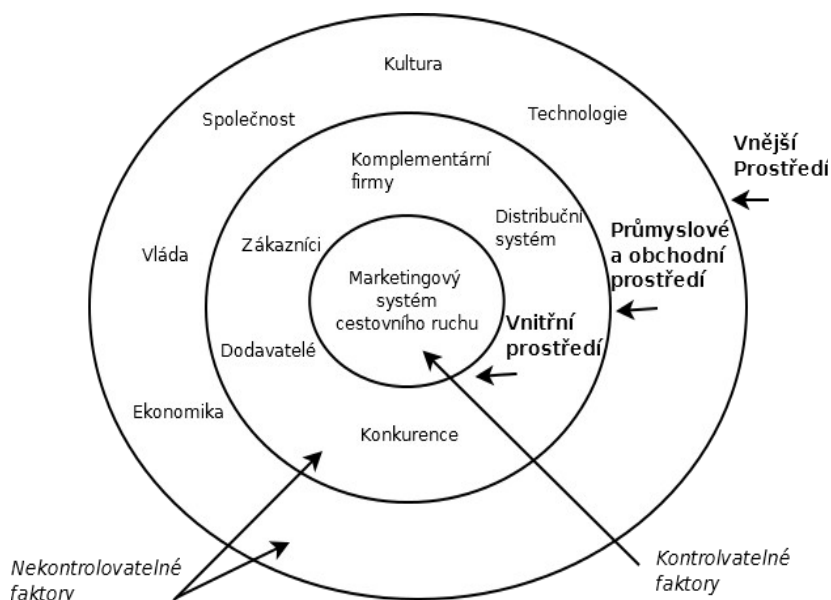 Kultura
Společnost
Technologie
Vnější
Prostředí
Komplementární
firmy
Zákazníci
Distribuční
systém
Průmyslové
a obchodní
prostředí
Vláda
Marketingový
systém
cestovního ruchu
Vnitřní
prostředí
Dodavatelé
Ekonomika
Konkurence
Nekontrolovatelné
faktory
Kontrolvatelné
faktory